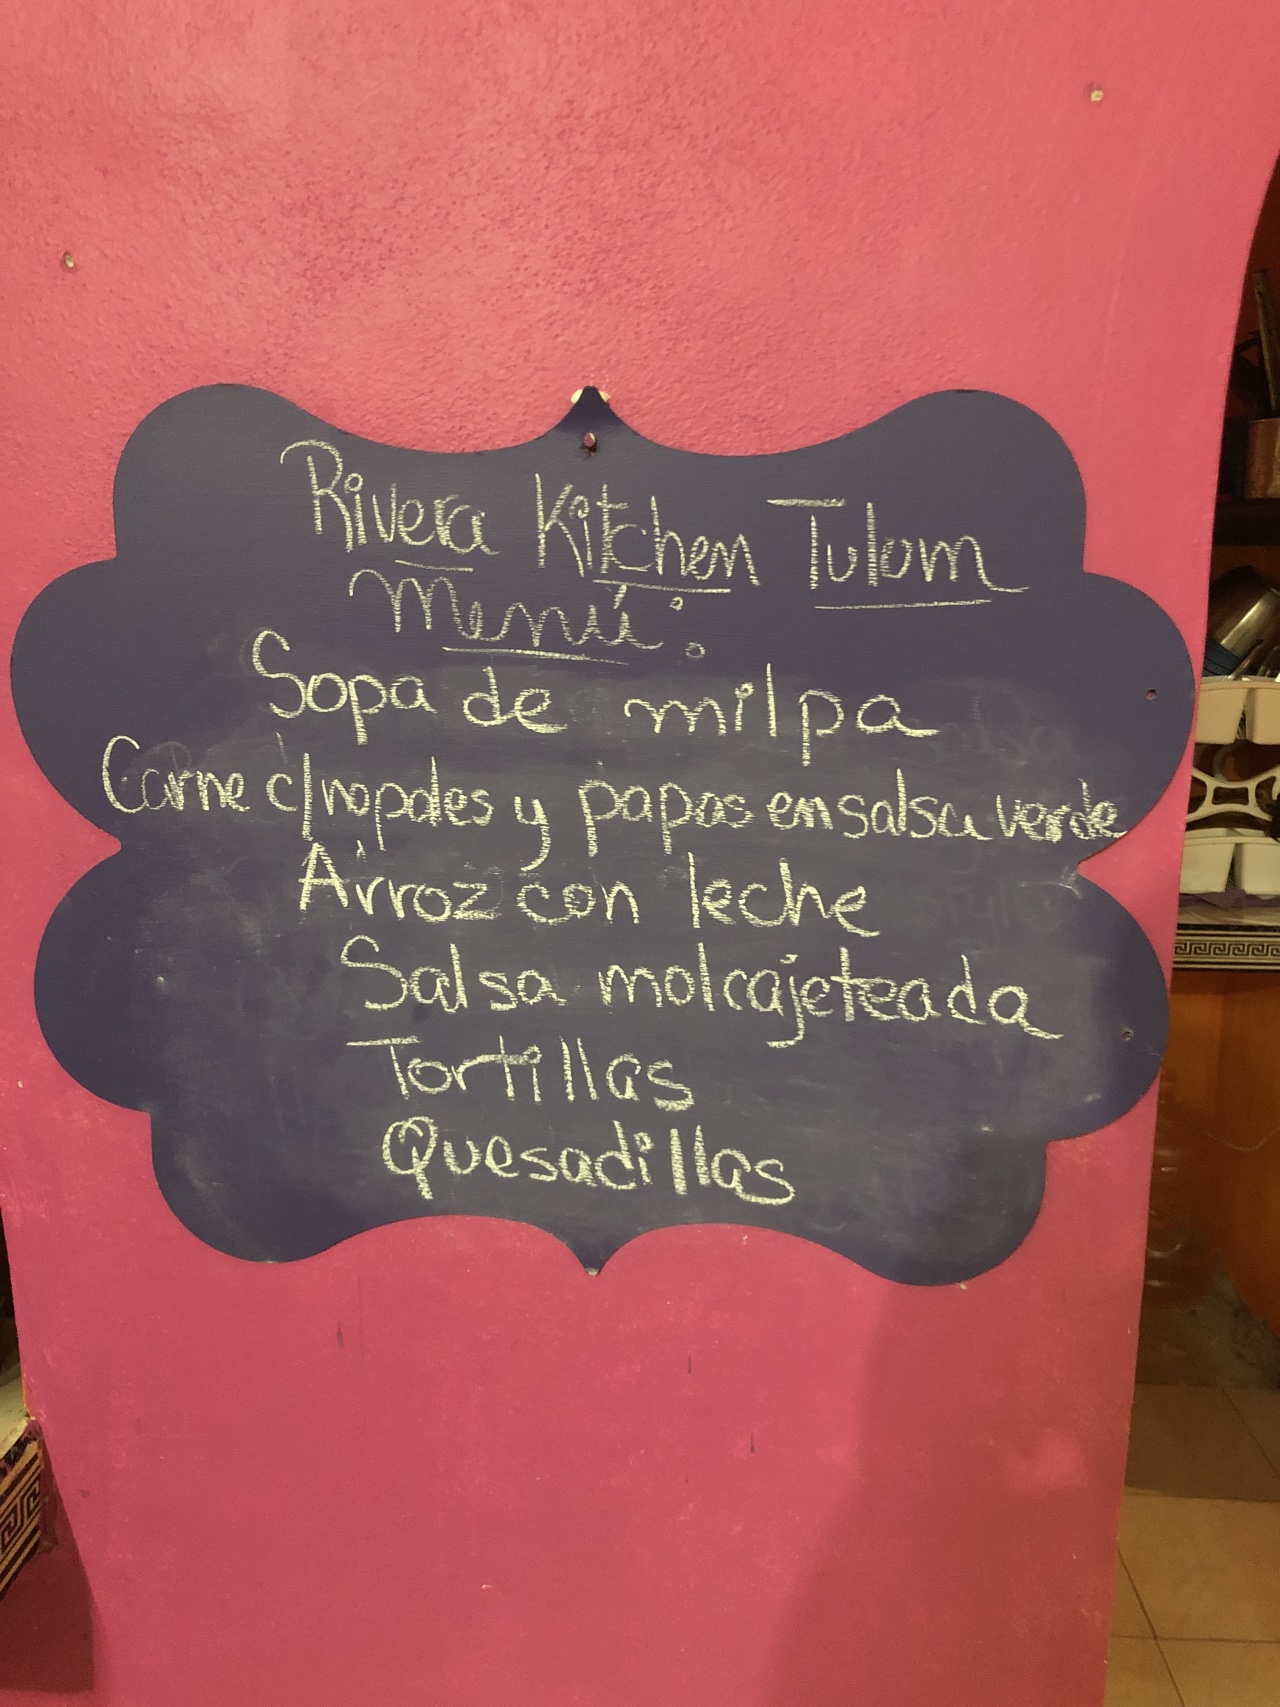 Rivera Kitchen Tulum
Menú:
Sopa de milpa
Carne c/nopales y papas en salsa verde
Arroz con leche
Salsa molcajeteada
Tortillas
Quesadillas